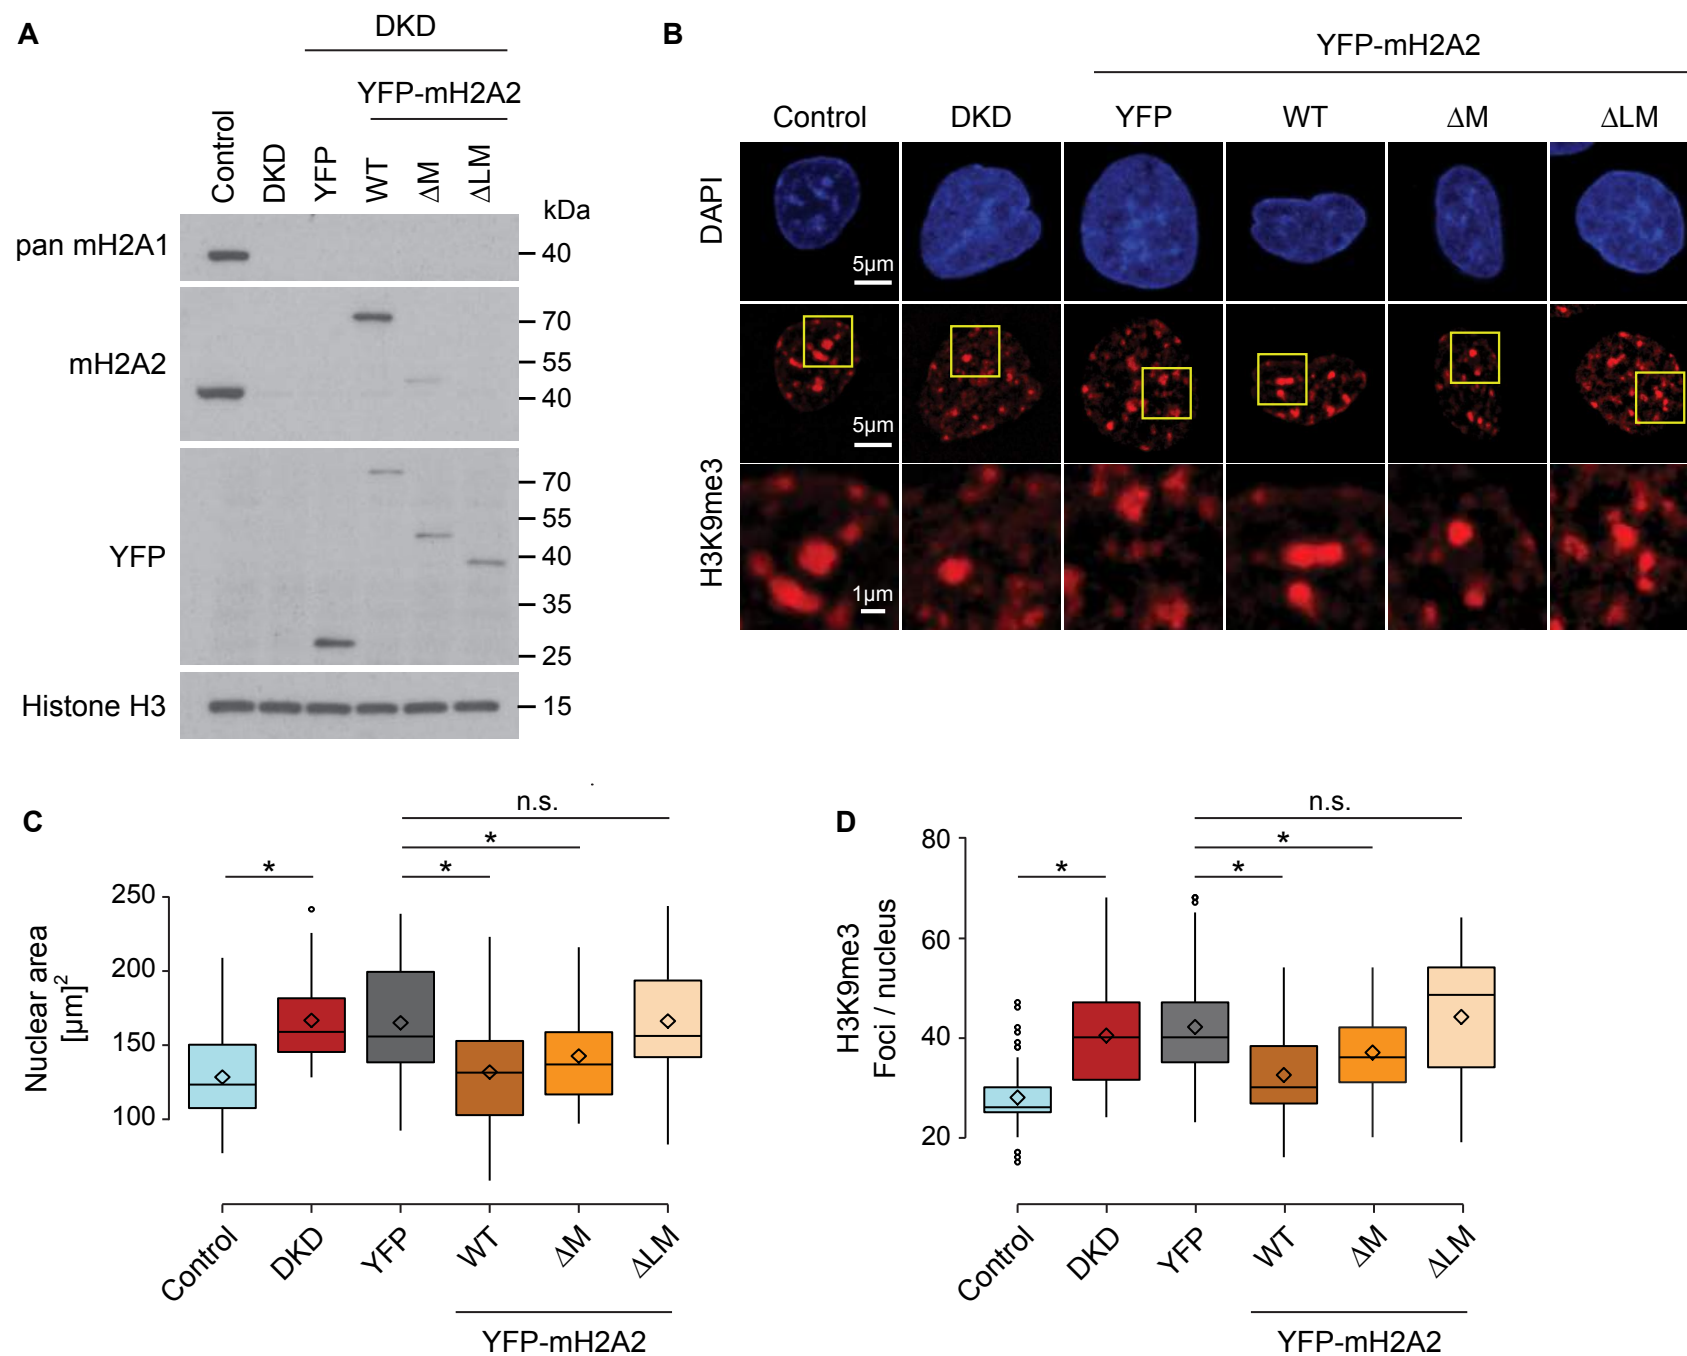 A
DKD
YFP-mH2A2
Control
DKD
YFP
WT
ΔM
ΔLM
kDa
pan mH2A1
40
mH2A2
70
55
40
YFP
70
55
40
35
25
Histone H3
15
B
YFP-mH2A2
Control
DKD
YFP
WT
ΔM
ΔLM
DAPI
5µm
5µm
H3K9me3
1µm
C
n.s.
*
*
*
Nuclear area
[µm]²
250
200
150
100
Control
DKD
YFP
WT
ΔM
ΔLM
YFP-mH2A2
D
n.s.
*
*
*
H3K9me3
Foci / nucleus
80
60
40
20
Control
DKD
YFP
WT
ΔM
ΔLM
YFP-mH2A2